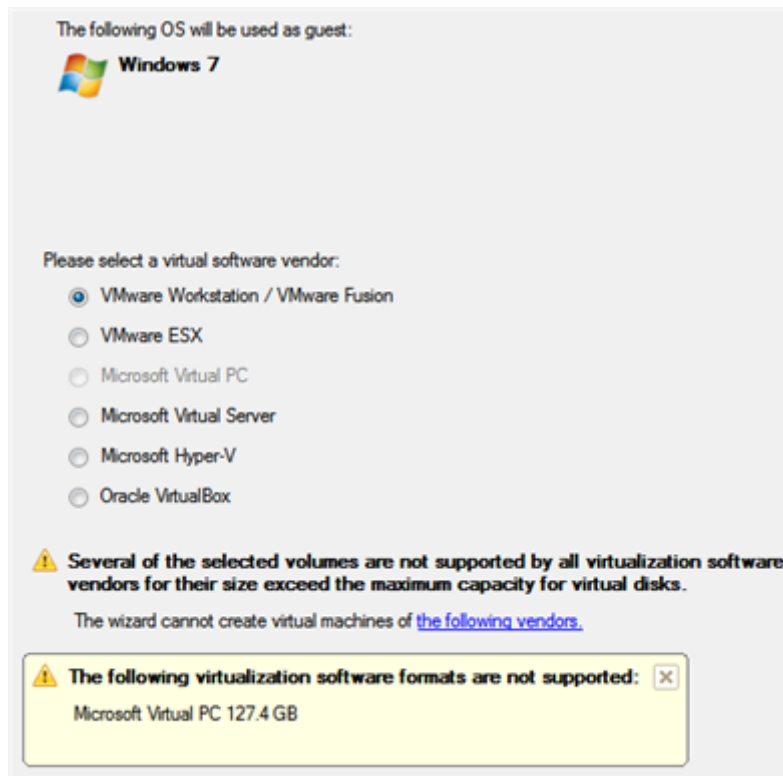 The following OS will be used as guest:
Windows 7
Please select a virtual software vendor:
VMware Workstation / VMware Fusion
VMware ESX
Microsoft Virtual PC
Microsoft Virtual Server
Microsoft Hyper-V
Oracle VirtualBox
Several of the selected volumes are not supported by all virtualization software
vendors for their size exceed the maximum capacity for virtual disks.
The wizard cannot create virtual machines of the following vendors.
The following virtualization software formats are not supported:
Microsoft Virtual PC 127.4 GB